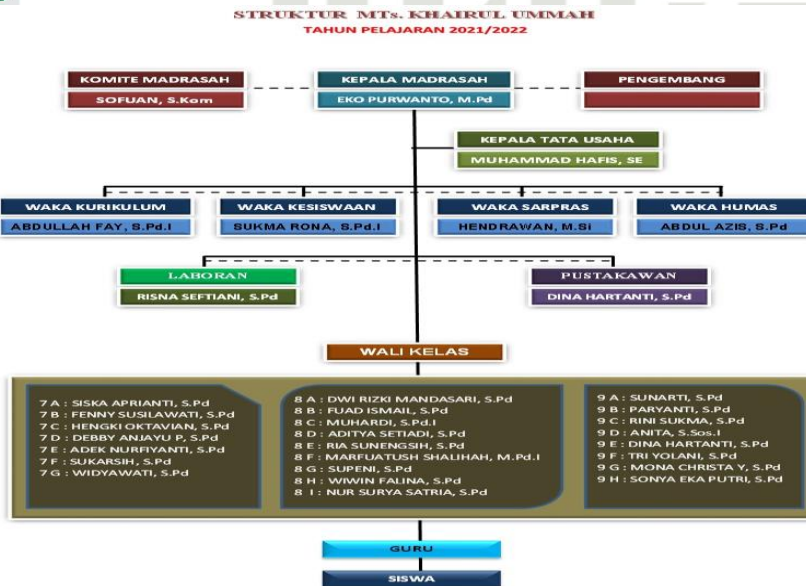 STRUKTUR MTs. KHAIRUL UMMAH
TAHUN PELAJARAN 2021/2022
KOMITE MADRASAH
SOFUAN, S.Kom
KEPALA MADRASAH
EKO PURWANTO, M.Pd
PENGEMBANG
KEPALA TATA USAHA
MUHAMMAD HAFIS, SE
WAKA KURIKULUM
ABDULLAH FAY, S.Pd.I
WAKA KESISWAAN
SUKMA RONA, S.Pd.I
WAKA SARPRAS
HENDRAWAN, M.Si
WAKA HUMAS
ABDUL AZIS, S.Pd
LABORAN
RISNA SEFTIANI, S.Pd
PUSTAKAWAN
DINA HARTANTI, S.Pd
WALI KELAS
7 A : SISKA APRIANTI, S.Pd
7 B : FENNY SUSILAWATI, S.Pd
7 C : HENGKI OKTAVIAN, S.Pd
7 D : DEBBY ANJAYU P, S.Pd
7 E : ADEK NURFIYANTI, S.Pd
7 F : SUKARSIH, S.Pd
7 G : WIDYAWATI, S.Pd
8 A : DWI RIZKI MANDASARI, S.Pd
8 B : FUAD ISMAIL, S.Pd
8 C : MUHARDI, S.Pd.I
8 D : ADITYA SETIADI, S.Pd
8 E : RIA SUNENGSIH, S.Pd
8 F : MARFUATUSH SHALIHAH, M.Pd.I
8 G : SUPENI, S.Pd
8 H : WIWIN FALINA, S.Pd
8 I : NUR SURYA SATRIA, S.Pd
9 A : SUNARTI, S.Pd
9 B : PARYANTI, S.Pd
9 C : RINI SUKMA, S.Pd
9 D : ANITA, S.Sos.I
9 E : DINA HARTANTI, S.Pd
9 F : TRI YOLANI, S.Pd
9 G : MONA CHRISTA Y, S.Pd
9 H : SONYA EKA PUTRI, S.Pd
GURU
SISWA